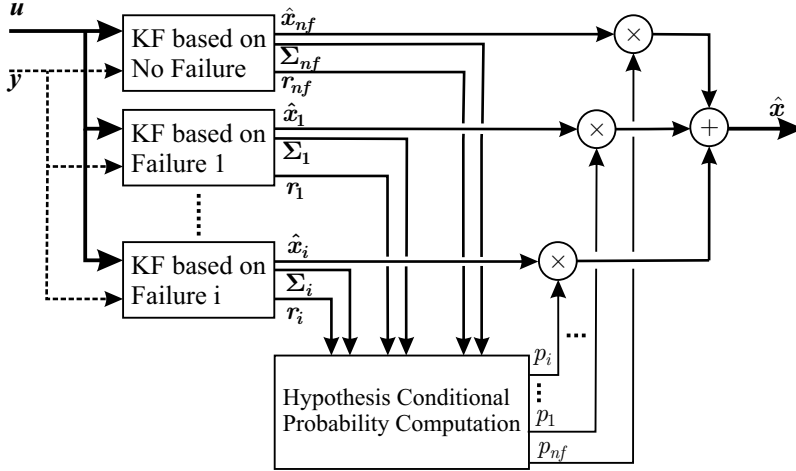 u
y
KF based on
No Failure
x̂_nf
Σ_nf
r_nf
×
KF based on
Failure 1
x̂_1
Σ_1
r_1
×
+
x̂
KF based on
Failure i
x̂_i
Σ_i
r_i
×
Hypothesis Conditional
Probability Computation
p_i
p_1
p_nf